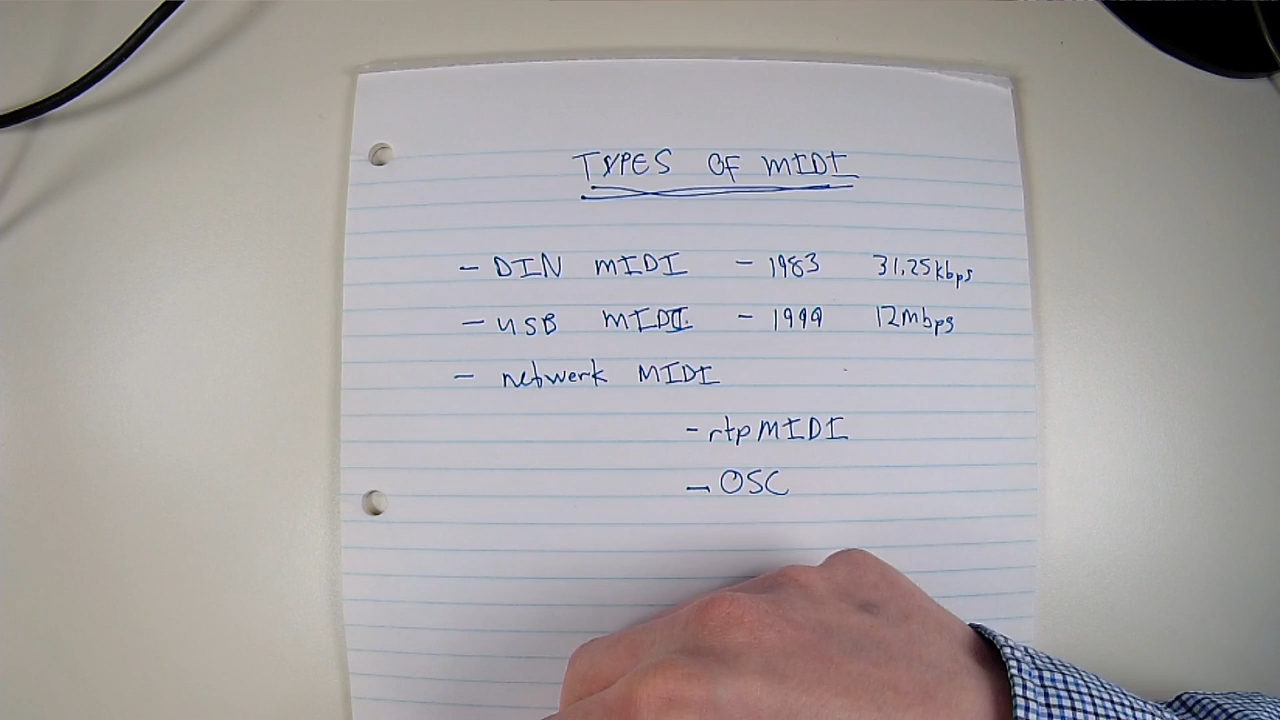 TYPES OF MIDI
- DIN MIDI - 1983 31.25kbps
- USB MIDI - 1999 12mbps
- network MIDI
- rtpMIDI
- OSC